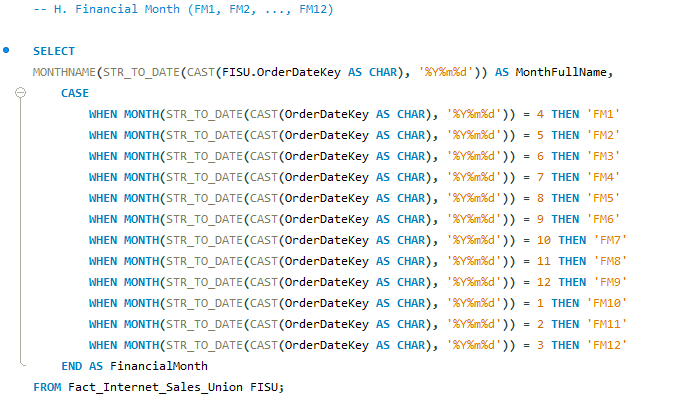 -- H. Financial Month (FM1, FM2, ..., FM12)
SELECT
MONTHNAME(STR_TO_DATE(CAST(FISU.OrderDateKey AS CHAR), '%Y%m%d')) AS MonthFullName,
CASE
WHEN MONTH(STR_TO_DATE(CAST(OrderDateKey AS CHAR), '%Y%m%d')) = 4 THEN 'FM1'
WHEN MONTH(STR_TO_DATE(CAST(OrderDateKey AS CHAR), '%Y%m%d')) = 5 THEN 'FM2'
WHEN MONTH(STR_TO_DATE(CAST(OrderDateKey AS CHAR), '%Y%m%d')) = 6 THEN 'FM3'
WHEN MONTH(STR_TO_DATE(CAST(OrderDateKey AS CHAR), '%Y%m%d')) = 7 THEN 'FM4'
WHEN MONTH(STR_TO_DATE(CAST(OrderDateKey AS CHAR), '%Y%m%d')) = 8 THEN 'FM5'
WHEN MONTH(STR_TO_DATE(CAST(OrderDateKey AS CHAR), '%Y%m%d')) = 9 THEN 'FM6'
WHEN MONTH(STR_TO_DATE(CAST(OrderDateKey AS CHAR), '%Y%m%d')) = 10 THEN 'FM7'
WHEN MONTH(STR_TO_DATE(CAST(OrderDateKey AS CHAR), '%Y%m%d')) = 11 THEN 'FM8'
WHEN MONTH(STR_TO_DATE(CAST(OrderDateKey AS CHAR), '%Y%m%d')) = 12 THEN 'FM9'
WHEN MONTH(STR_TO_DATE(CAST(OrderDateKey AS CHAR), '%Y%m%d')) = 1 THEN 'FM10'
WHEN MONTH(STR_TO_DATE(CAST(OrderDateKey AS CHAR), '%Y%m%d')) = 2 THEN 'FM11'
WHEN MONTH(STR_TO_DATE(CAST(OrderDateKey AS CHAR), '%Y%m%d')) = 3 THEN 'FM12'
END AS FinancialMonth
FROM Fact_Internet_Sales_Union FISU;